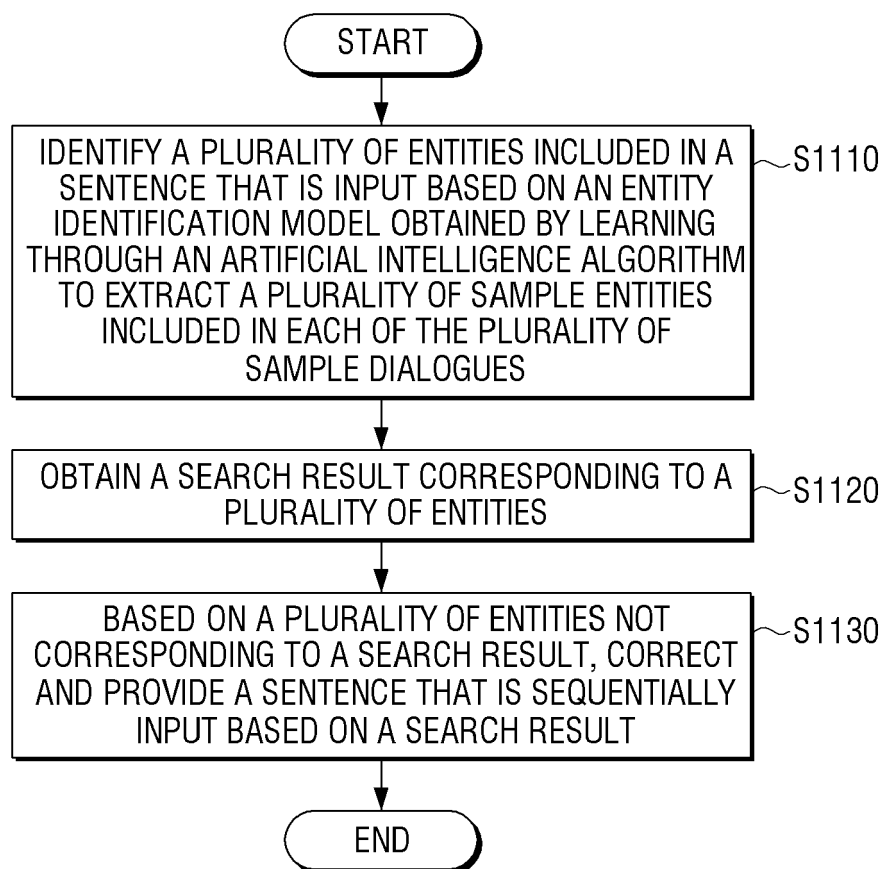 START
IDENTIFY A PLURALITY OF ENTITIES INCLUDED IN A
SENTENCE THAT IS INPUT BASED ON AN ENTITY
IDENTIFICATION MODEL OBTAINED BY LEARNING
THROUGH AN ARTIFICIAL INTELLIGENCE ALGORITHM
TO EXTRACT A PLURALITY OF SAMPLE ENTITIES
INCLUDED IN EACH OF THE PLURALITY OF
SAMPLE DIALOGUES
S1110
OBTAIN A SEARCH RESULT CORRESPONDING TO A
PLURALITY OF ENTITIES
S1120
BASED ON A PLURALITY OF ENTITIES NOT
CORRESPONDING TO A SEARCH RESULT, CORRECT
AND PROVIDE A SENTENCE THAT IS SEQUENTIALLY
INPUT BASED ON A SEARCH RESULT
S1130
END